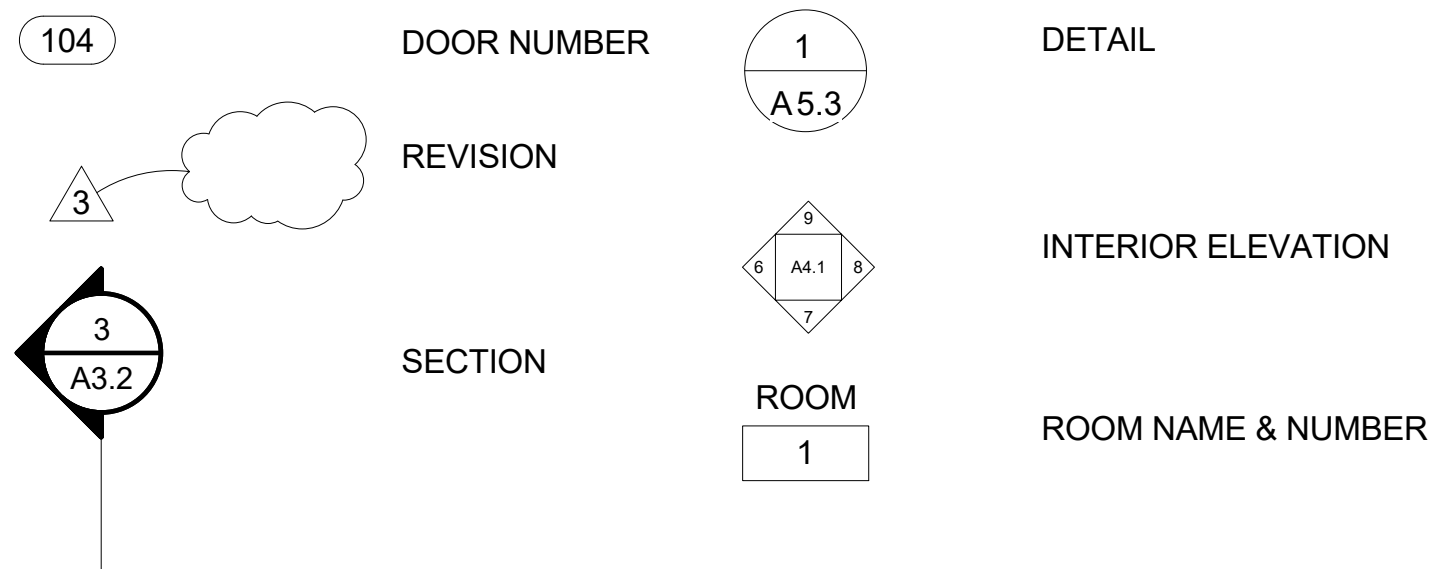 104
DOOR NUMBER
3
REVISION
3
A3.2
SECTION
1
A5.3
DETAIL
9
6 A4.1 8
7
INTERIOR ELEVATION
ROOM
1
ROOM NAME & NUMBER